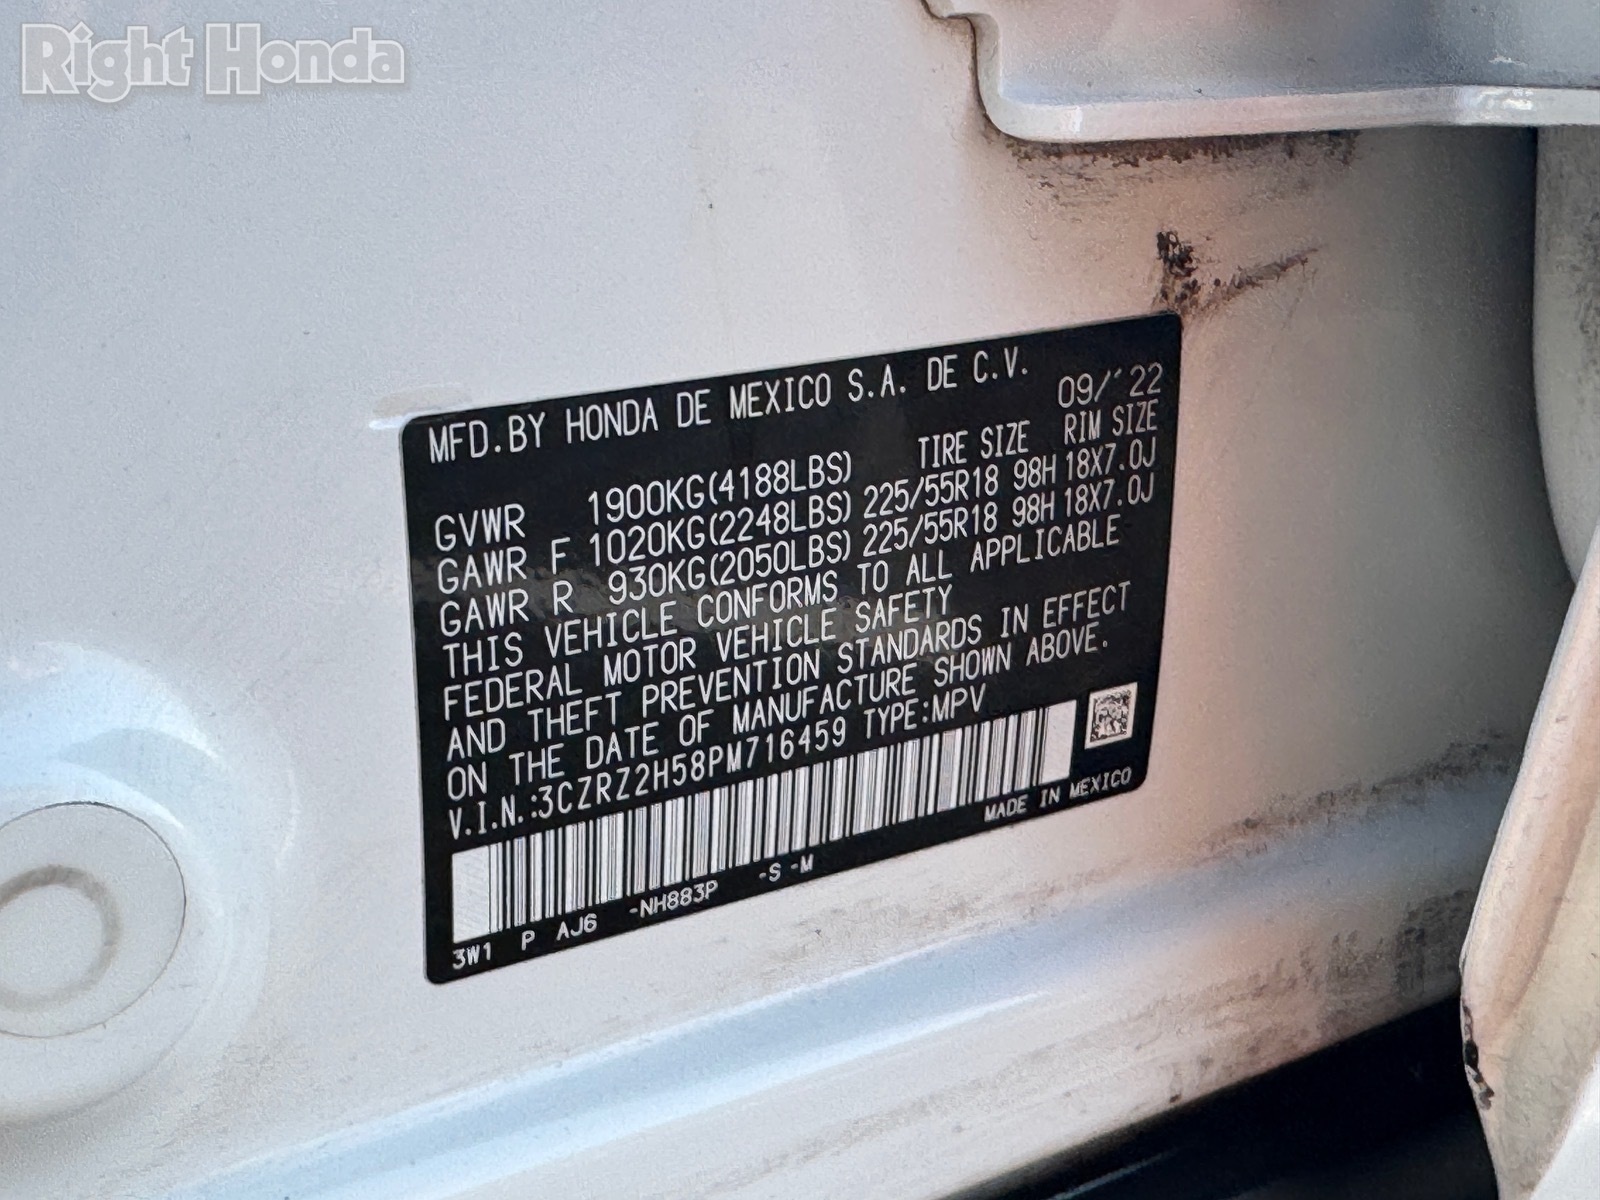 Right Honda
MFD.BY HONDA DE MEXICO S.A. DE C.V.
09/'22
TIRE SIZE RIM SIZE
GVWR 1900KG(4188LBS)
GAWR F 1020KG(2248LBS) 225/55R18 98H 18X7.0J
GAWR R 930KG(2050LBS) 225/55R18 98H 18X7.0J
THIS VEHICLE CONFORMS TO ALL APPLICABLE
FEDERAL MOTOR VEHICLE SAFETY
AND THEFT PREVENTION STANDARDS IN EFFECT
ON THE DATE OF MANUFACTURE SHOWN ABOVE.
V.I.N.:3CZRZ2H58PM716459 TYPE:MPV
MADE IN MEXICO
3W1 P AJ6 -NH883P -S -M